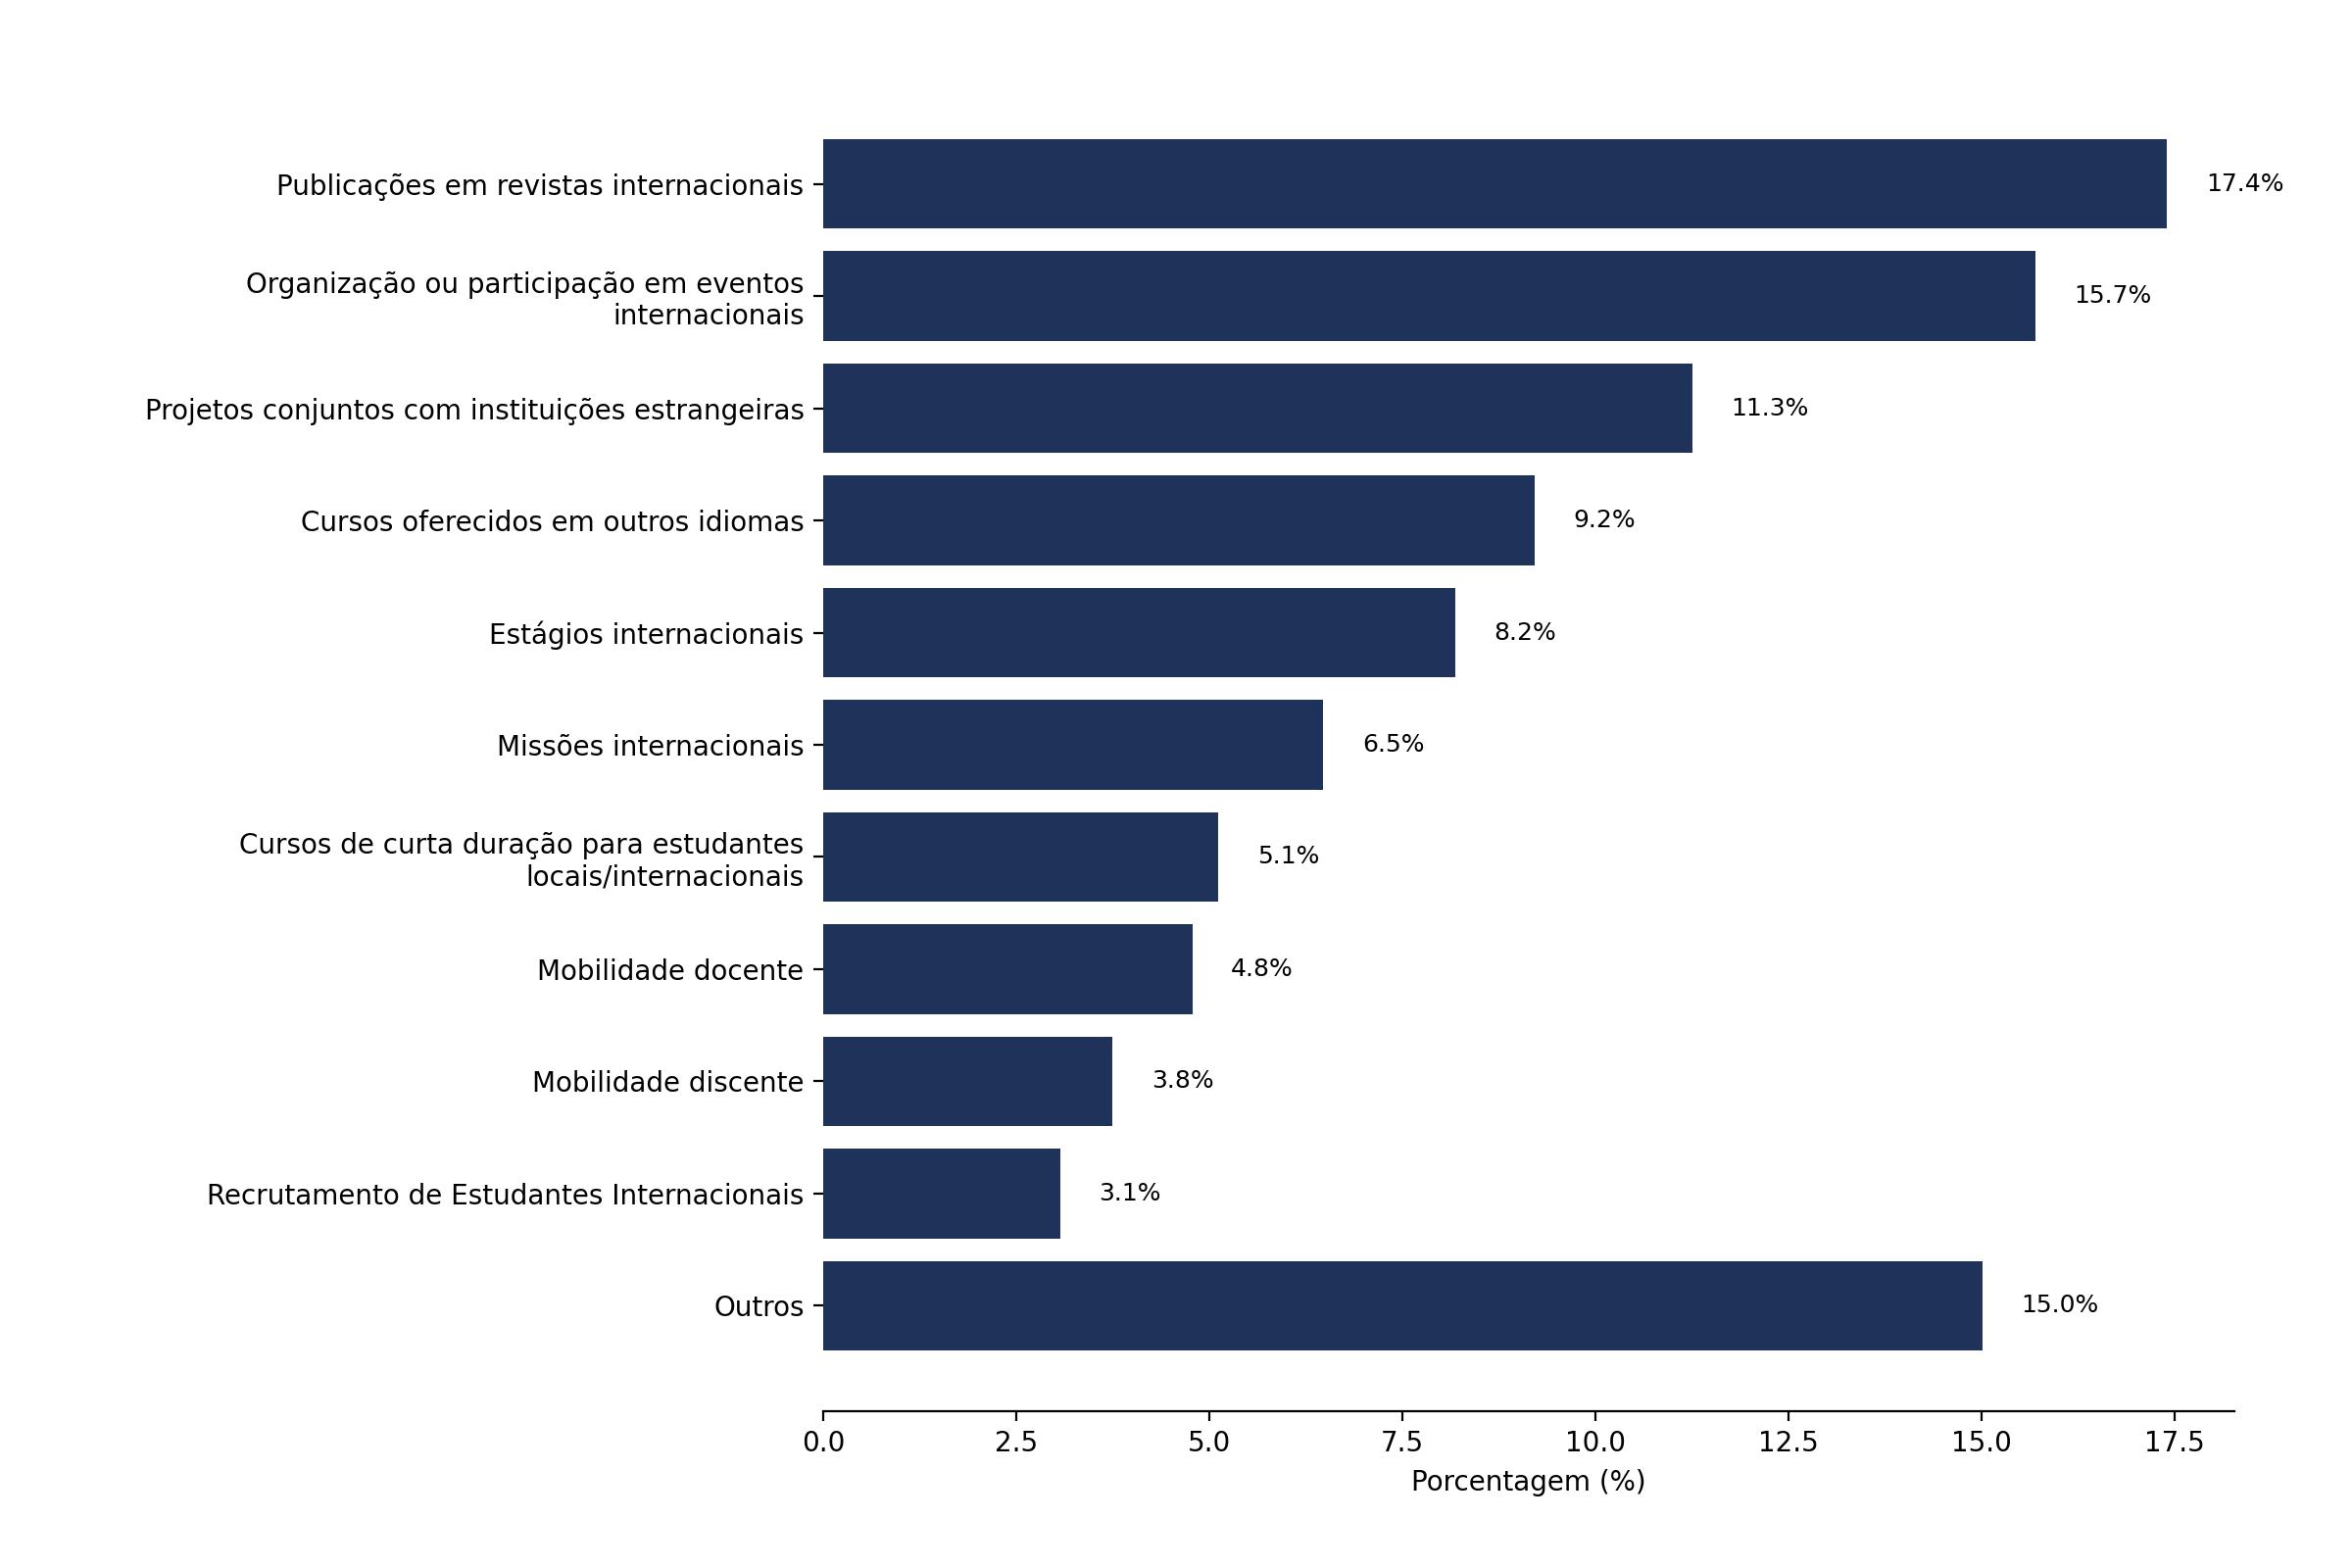 Publicações em revistas internacionais
17.4%
Organização ou participação em eventos
internacionais
15.7%
Projetos conjuntos com instituições estrangeiras
11.3%
Cursos oferecidos em outros idiomas
9.2%
Estágios internacionais
8.2%
Missões internacionais
6.5%
Cursos de curta duração para estudantes
locais/internacionais
5.1%
Mobilidade docente
4.8%
Mobilidade discente
3.8%
Recrutamento de Estudantes Internacionais
3.1%
Outros
15.0%
0.0 2.5 5.0 7.5 10.0 12.5 15.0 17.5
Porcentagem (%)